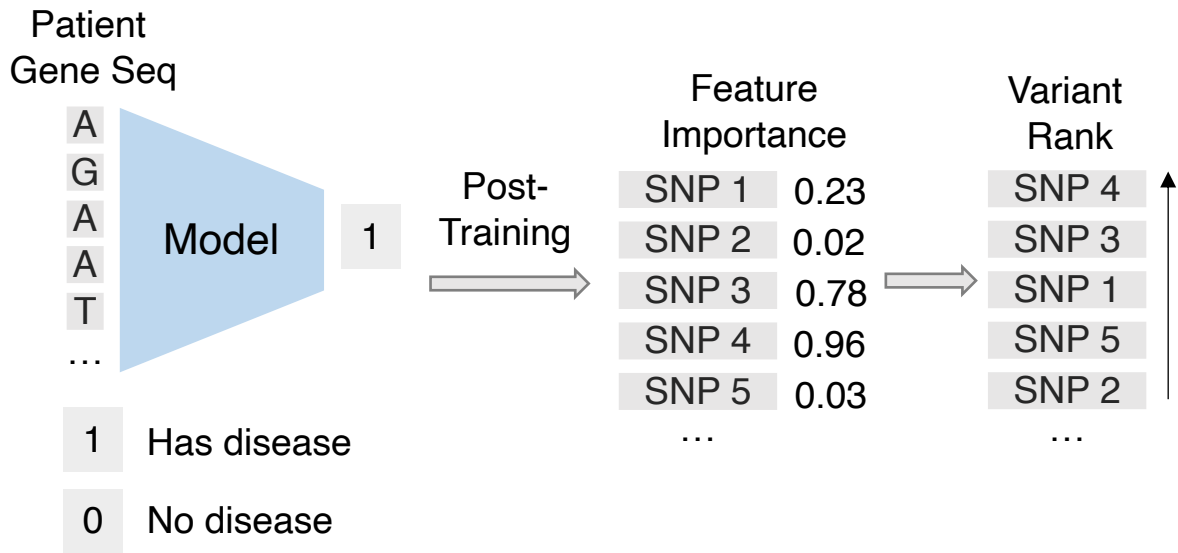 Patient
Gene Seq
A
G
A
A
T
...
Model
1
1 Has disease
0 No disease
Post-
Training
Feature
Importance
SNP 1 0.23
SNP 2 0.02
SNP 3 0.78
SNP 4 0.96
SNP 5 0.03
...
Variant
Rank
SNP 4
SNP 3
SNP 1
SNP 5
SNP 2
...